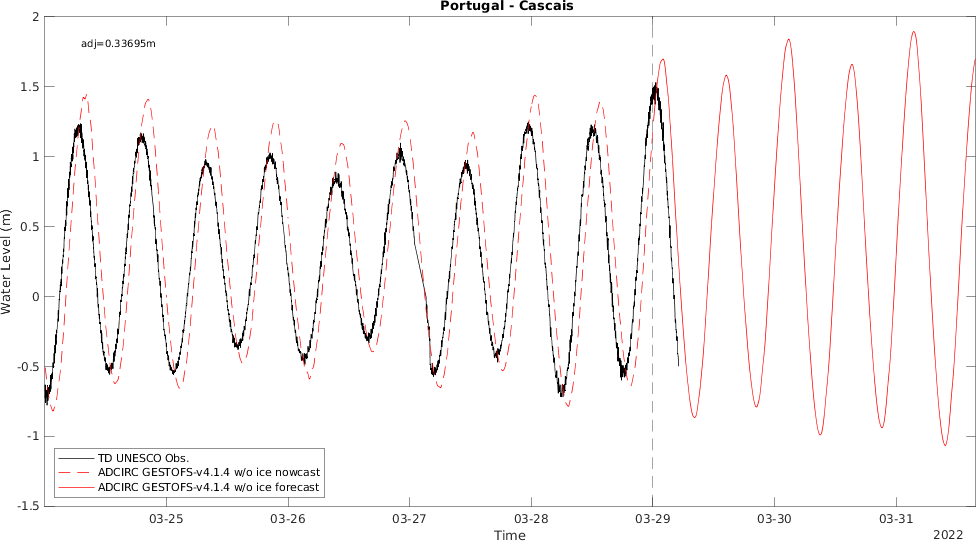 Portugal - Cascais
adj=0.33695m
2
1.5
1
0.5
0
-0.5
-1
-1.5
Water Level (m)
TD UNESCO Obs.
ADCIRC GESTOFS-v4.1.4 w/o ice nowcast
ADCIRC GESTOFS-v4.1.4 w/o ice forecast
03-25 03-26 03-27 03-28 03-29 03-30 03-31
Time
2022